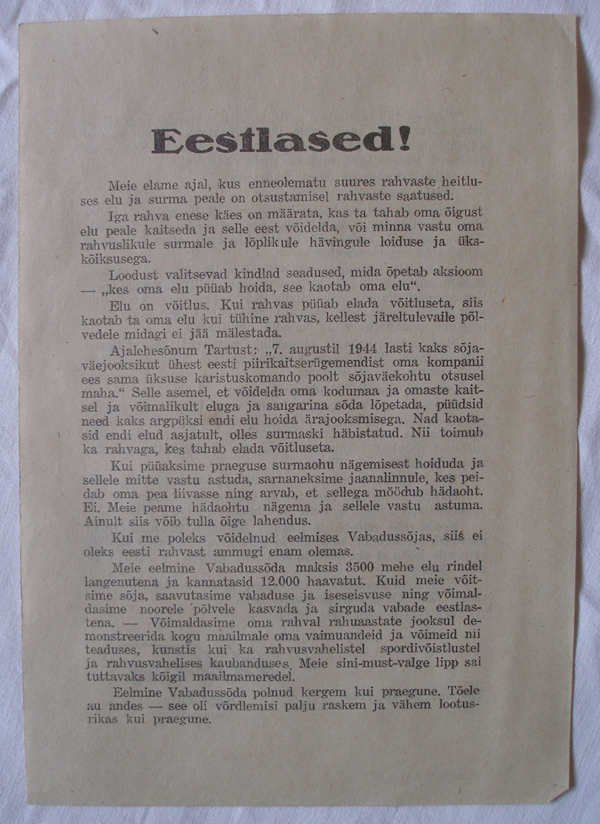 Eestlased!
Meie elame ajal, kus enneolematu suures rahvaste heitlu-
ses elu ja surma peale on otsustamisel rahvaste saatused.
Iga rahva enese käes on määrata, kas ta tahab oma õigust
elu peale kaitseda ja selle eest võidelda, või minna vastu oma
rahvuslikule surmale ja lõplikule hävingule loiduse ja üks-
kõiksusega.
Loodust valitsevad kindlad seadused, mida õpetab aksioom
— „kes oma elu püüab hoida, see kaotab oma elu“.
Elu on võitlus. Kui rahvas püüab elada võitluseta, siis
kaotab ta oma elu kui tühine rahvas, kellest järeltulevaile põl-
vedele midagi ei jää mälestada.
Ajalehesõnum Tartust: „7. augustil 1944 lasti kaks sõja-
väejooksikut ühest eesti piirikaitserügemendist oma kompanii
ees sama üksuse karistuskomando poolt sõjaväekohtu otsusel
maha.“ Selle asemel, et võidelda oma kodumaa ja omaste kait-
sel ja võimalikult eluga ja sangarina sõda lõpetada, püüdsid
need kaks argpüksi endi elu hoida ärajooksmisega. Nad kaota-
sid endi elud asjatult, olles surmaski häbistatud. Nii toimub
ka rahvaga, kes tahab elada võitluseta.
Kui püüaksime praeguse surmaohu nägemisest hoiduda ja
sellele mitte vastu astuda, sarnaneksime jaanalinnule, kes pei-
dab oma pea liivasse ning arvab, et sellega möödub hädaoht.
Ei. Meie peame hädaohtu nägema ja sellele vastu astuma.
Ainult siis võib tulla õige lahendus.
Kui me poleks võidelnud eelmises Vabadussõjas, siis ei
oleks eesti rahvast ammugi enam olemas.
Meie eelmine Vabadussõda maksis 3500 mehe elu rindel
langenutena ja kannatasid 12.000 haavatut. Kuid meie võit-
sime sõja, saavutasime vabaduse ja iseseisvuse ning võimal-
dasime noorele põlvele kasvada ja sirguda vabade eestlas-
tena. — Võimaldasime oma rahval rahuaastate jooksul de-
monstreerida kogu maailmale oma vaimuandeid ja võimeid nii
teaduses, kunstis kui ka rahvusvahelistel spordivõistlustel
ja rahvusvahelises kaubanduses. Meie sini-must-valge lipp sai
tuttavaks kõigil maailmameredel.
Eelmine Vabadussõda polnud kergem kui praegune. Tõele
au andes — see oli võrdlemisi palju raskem ja vähem lootus-
rikas kui praegune.